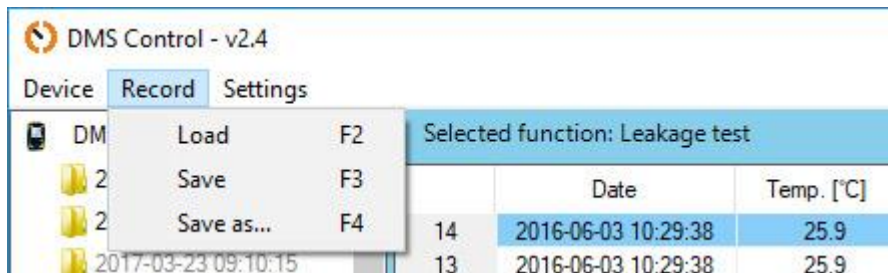 DMS Control - v2.4
Device Record Settings
DM
Load F2
Save F3
Save as... F4
2
2
2017-03-23 09:10:15
Selected function: Leakage test
Date Temp. [°C]
14 2016-06-03 10:29:38 25.9
13 2016-06-03 10:29:38 25.9